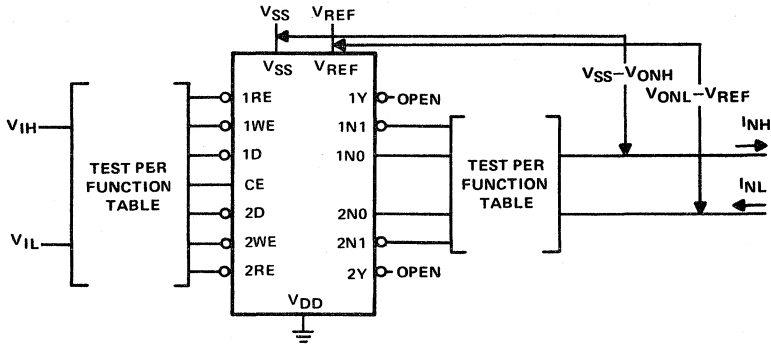 VSS VREF
VSS VREF
VSS–VONH
VONL–VREF
1RE 1Y OPEN
VIH 1WE 1N1 INH
1D 1N0
TEST PER FUNCTION TABLE
CE
TEST PER FUNCTION TABLE
INL
2D 2N0
VIL 2WE 2N1
2RE 2Y OPEN
VDD